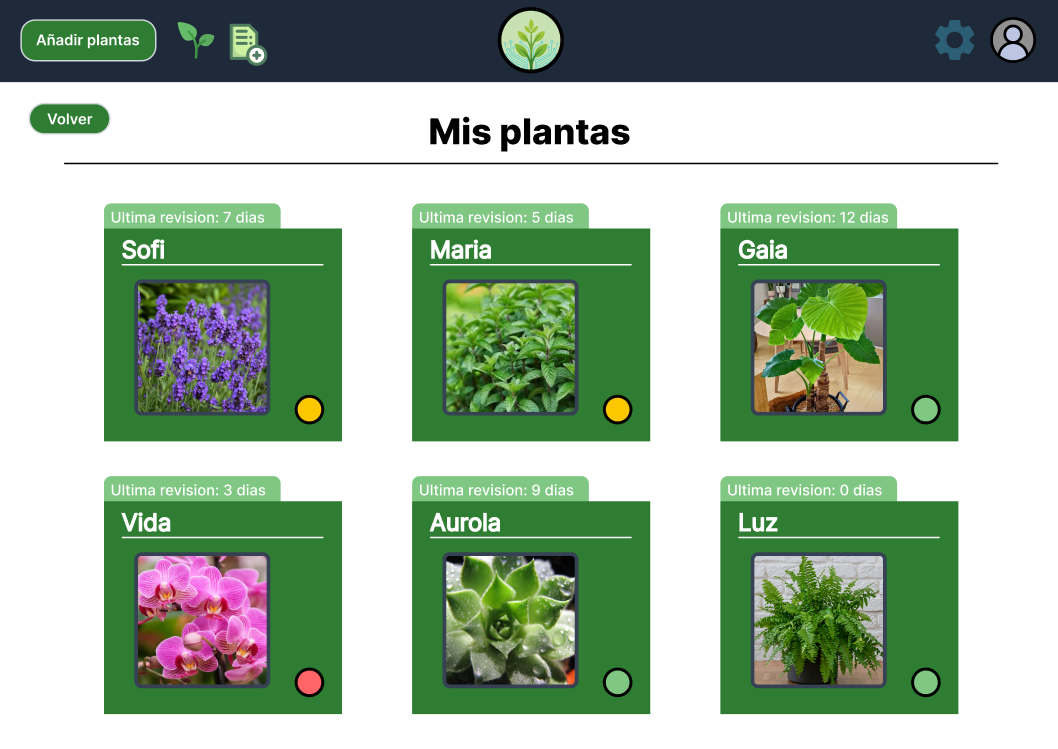 Añadir plantas
Volver
Mis plantas
Ultima revision: 7 dias
Sofi
Ultima revision: 5 dias
Maria
Ultima revision: 12 dias
Gaia
Ultima revision: 3 dias
Vida
Ultima revision: 9 dias
Aurola
Ultima revision: 0 dias
Luz